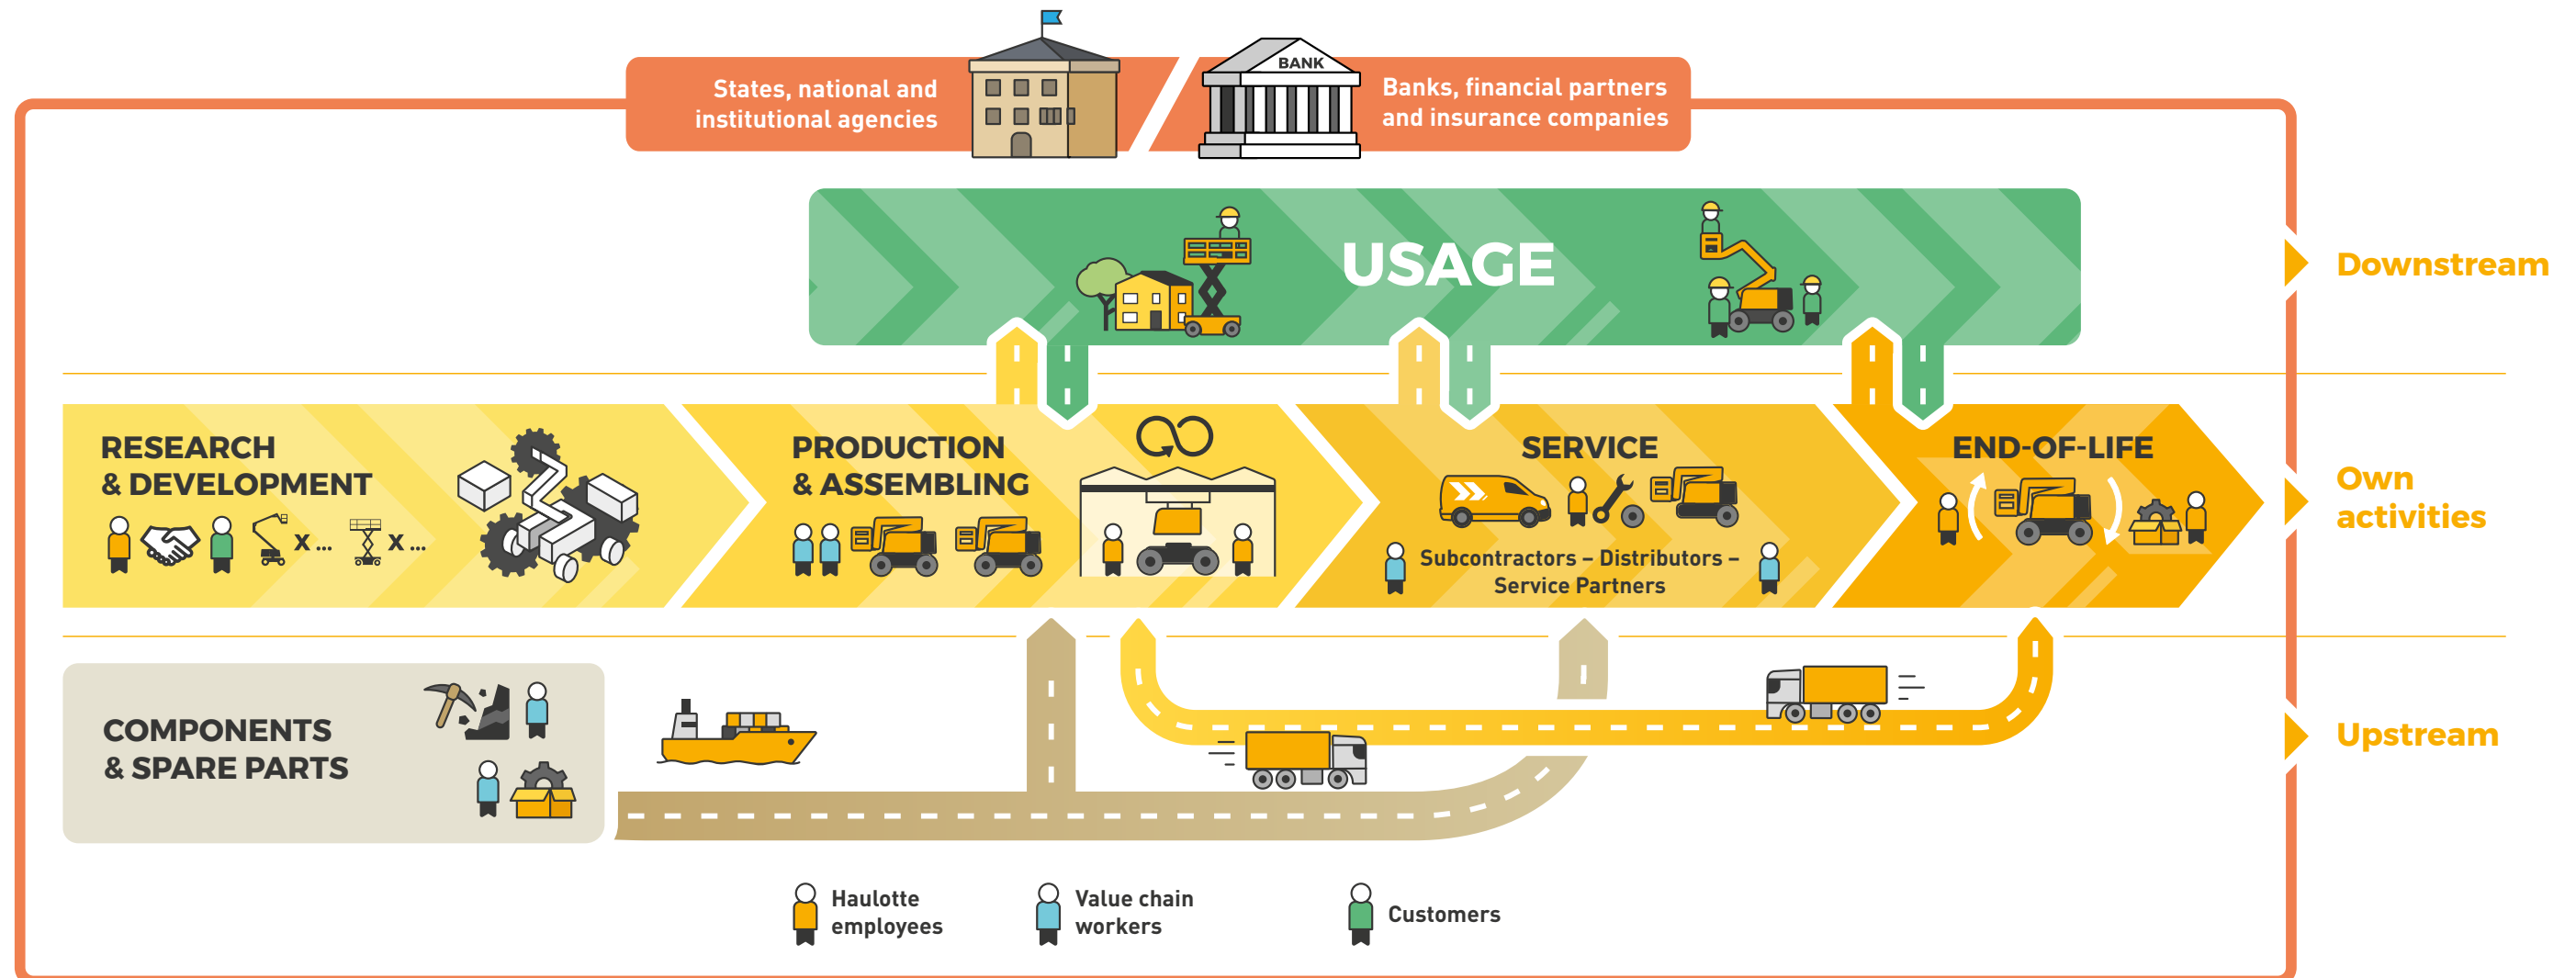 States, national and
institutional agencies
BANK
Banks, financial partners
and insurance companies
USAGE
Downstream
RESEARCH
& DEVELOPMENT
X ...
X ...
PRODUCTION
& ASSEMBLING
SERVICE
Subcontractors – Distributors –
Service Partners
END-OF-LIFE
Own
activities
COMPONENTS
& SPARE PARTS
Upstream
Haulotte
employees
Value chain
workers
Customers